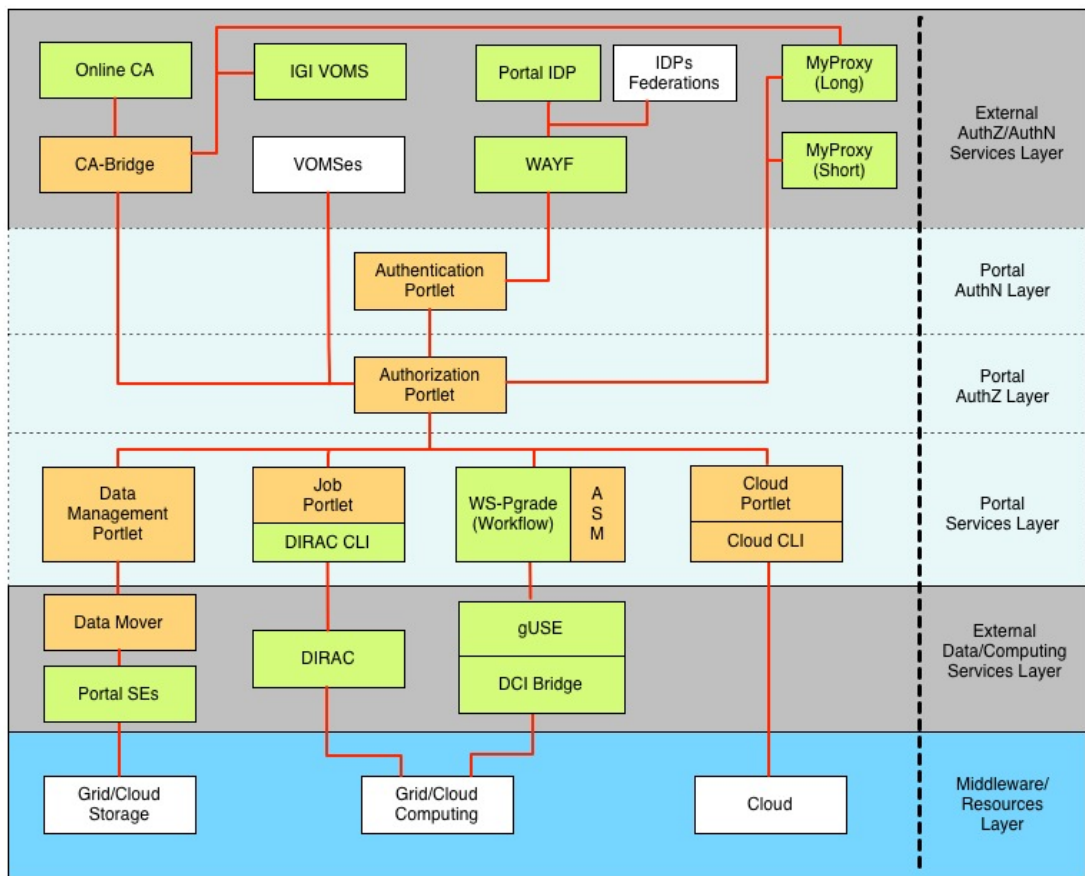 Online CA
IGI VOMS
Portal IDP
IDPs
Federations
MyProxy
(Long)
CA-Bridge
VOMSes
WAYF
MyProxy
(Short)
External
AuthZ/AuthN
Services Layer
Authentication
Portlet
Portal
AuthN Layer
Authorization
Portlet
Portal
AuthZ Layer
Data
Management
Portlet
Job
Portlet
DIRAC CLI
WS-Pgrade
(Workflow)
A
S
M
Cloud
Portlet
Cloud CLI
Portal
Services Layer
Data Mover
Portal SEs
DIRAC
gUSE
DCI Bridge
External
Data/Computing
Services Layer
Grid/Cloud
Storage
Grid/Cloud
Computing
Cloud
Middleware/
Resources
Layer